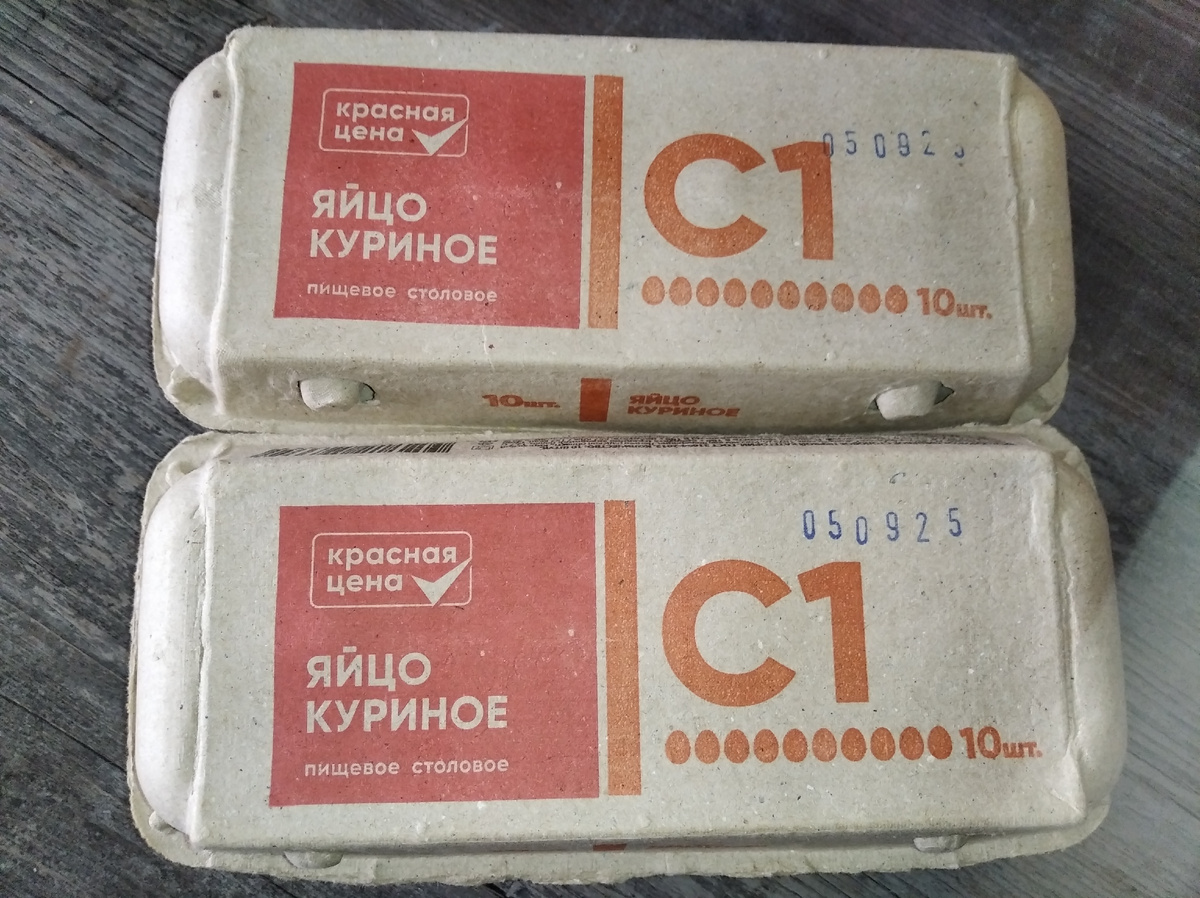 красная
цена
ЯЙЦО
КУРИНОЕ
пищевое столовое
С1
10шт.
10шт.
ЯЙЦО
КУРИНОЕ
красная
цена
ЯЙЦО
КУРИНОЕ
пищевое столовое
050925
С1
10шт.